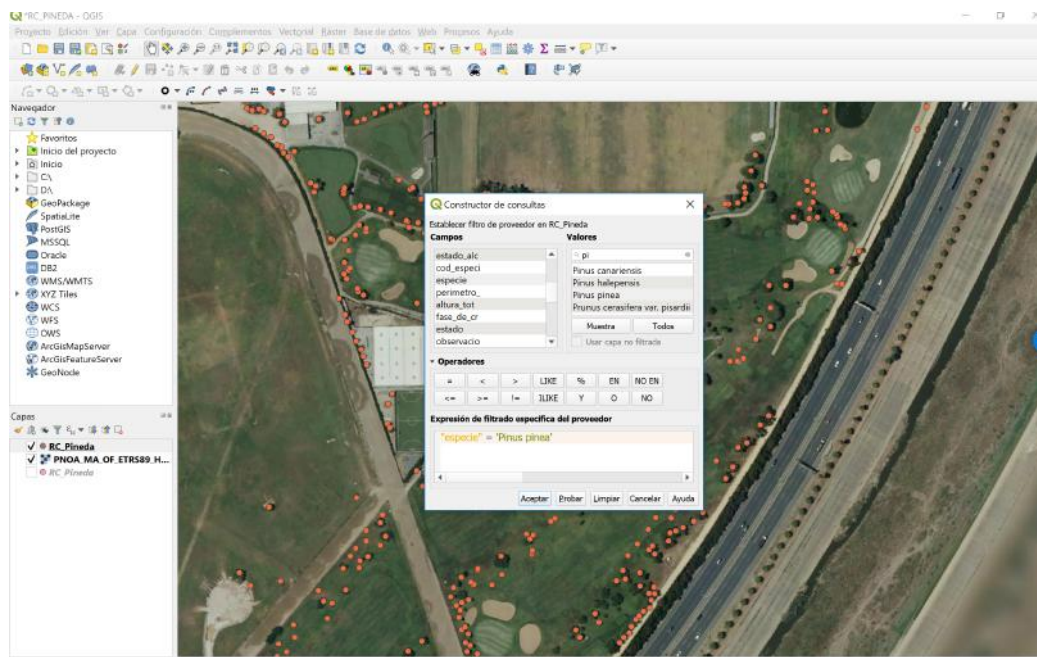 *RC_PINEDA - QGIS
Proyecto Edición Ver Capa Configuración Complementos Vectorial Raster Base de datos Web Procesos Ayuda
Navegador
Favoritos
Inicio del proyecto
Inicio
C:\
D:\
GeoPackage
SpatiaLite
PostGIS
MSSQL
Oracle
DB2
WMS/WMTS
XYZ Tiles
WCS
WFS
OWS
ArcGisMapServer
ArcGisFeatureServer
GeoNode
Capas
RC_Pineda
PNOA_MA_OF_ETRS89_H...
RC_Pineda
Constructor de consultas
Establecer filtro de proveedor en RC_Pineda
Campos
estado_alc
cod_especi
especie
perimetro_
altura_tot
fase_de_cr
estado
observacio
Valores
pi
Pinus canariensis
Pinus halepensis
Pinus pinea
Prunus cerasifera var. pisardii
Muestra Todos
Usar capa no filtrada
Operadores
= < > LIKE % EN NO EN
<= >= != ILIKE Y O NO
Expresión de filtrado específica del proveedor
"especie" = 'Pinus pinea'
Aceptar Probar Limpiar Cancelar Ayuda